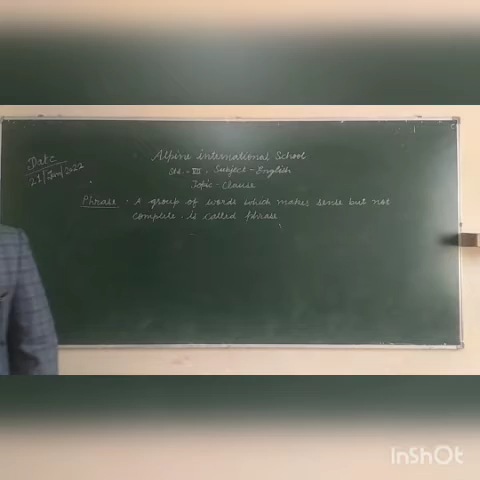 Date
21/Jan/2022
Alpine international School
Std. - VII . Subject - English
Topic - Clause
Phrase . A group of words which makes sense but not
complete . is called phrase
InShOt